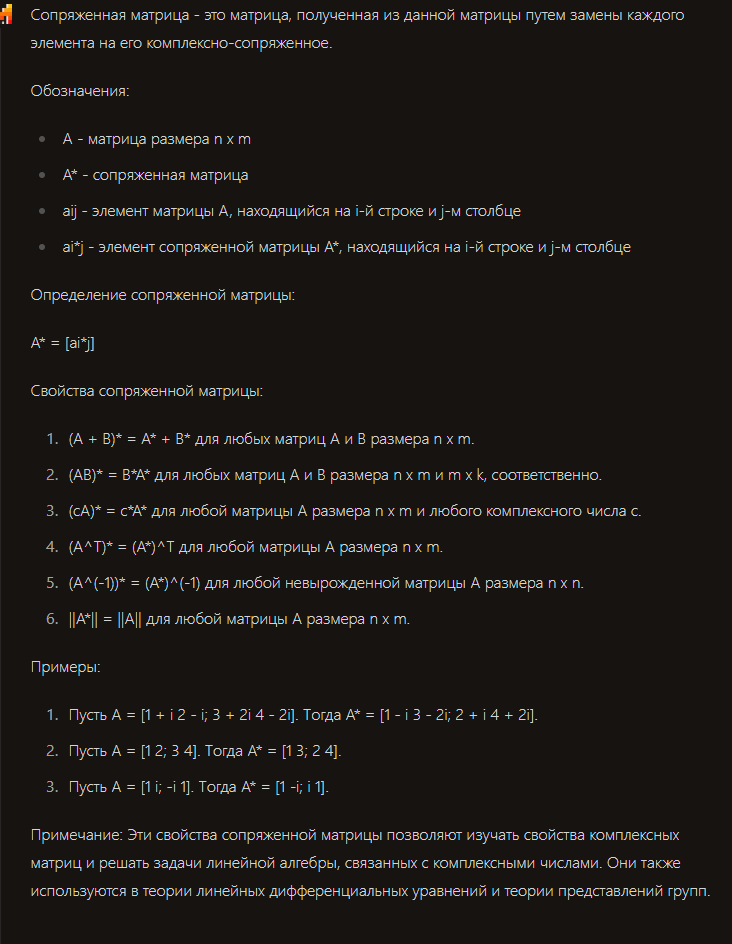 Сопряженная матрица - это матрица, полученная из данной матрицы путем замены каждого
элемента на его комплексно-сопряженное.
Обозначения:
A - матрица размера n x m
A* - сопряженная матрица
aij - элемент матрицы A, находящийся на i-й строке и j-м столбце
ai*j - элемент сопряженной матрицы A*, находящийся на i-й строке и j-м столбце
Определение сопряженной матрицы:
A* = [ai*j]
Свойства сопряженной матрицы:
1. (A + B)* = A* + B* для любых матриц A и B размера n x m.
2. (AB)* = B*A* для любых матриц A и B размера n x m и m x k, соответственно.
3. (cA)* = c*A* для любой матрицы A размера n x m и любого комплексного числа c.
4. (A^T)* = (A*)^T для любой матрицы A размера n x m.
5. (A^(-1))* = (A*)^(-1) для любой невырожденной матрицы A размера n x n.
6. ||A*|| = ||A|| для любой матрицы A размера n x m.
Примеры:
1. Пусть A = [1 + i 2 - i; 3 + 2i 4 - 2i]. Тогда A* = [1 - i 3 - 2i; 2 + i 4 + 2i].
2. Пусть A = [1 2; 3 4]. Тогда A* = [1 3; 2 4].
3. Пусть A = [1 i; -i 1]. Тогда A* = [1 -i; i 1].
Примечание: Эти свойства сопряженной матрицы позволяют изучать свойства комплексных
матриц и решать задачи линейной алгебры, связанных с комплексными числами. Они также
используются в теории линейных дифференциальных уравнений и теории представлений групп.